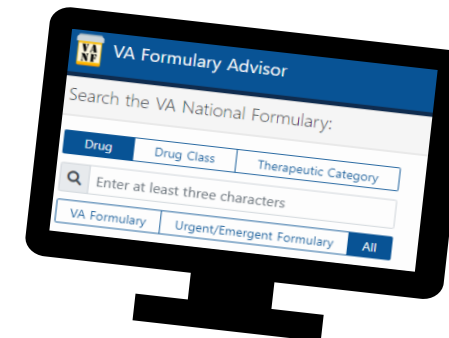 VA
NF
VA Formulary Advisor
Search the VA National Formulary:
Drug Drug Class Therapeutic Category
Enter at least three characters
VA Formulary Urgent/Emergent Formulary All